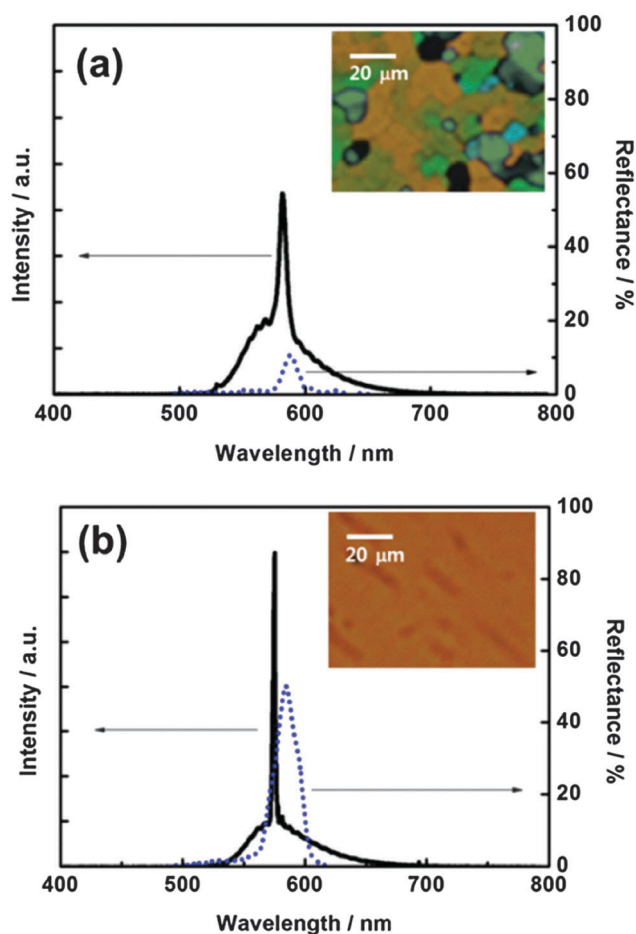 (a)
20 μm
100
80
60
40
20
0
Reflectance / %
Intensity / a.u.
400 500 600 700 800
Wavelength / nm
(b)
20 μm
100
80
60
40
20
0
Reflectance / %
Intensity / a.u.
400 500 600 700 800
Wavelength / nm